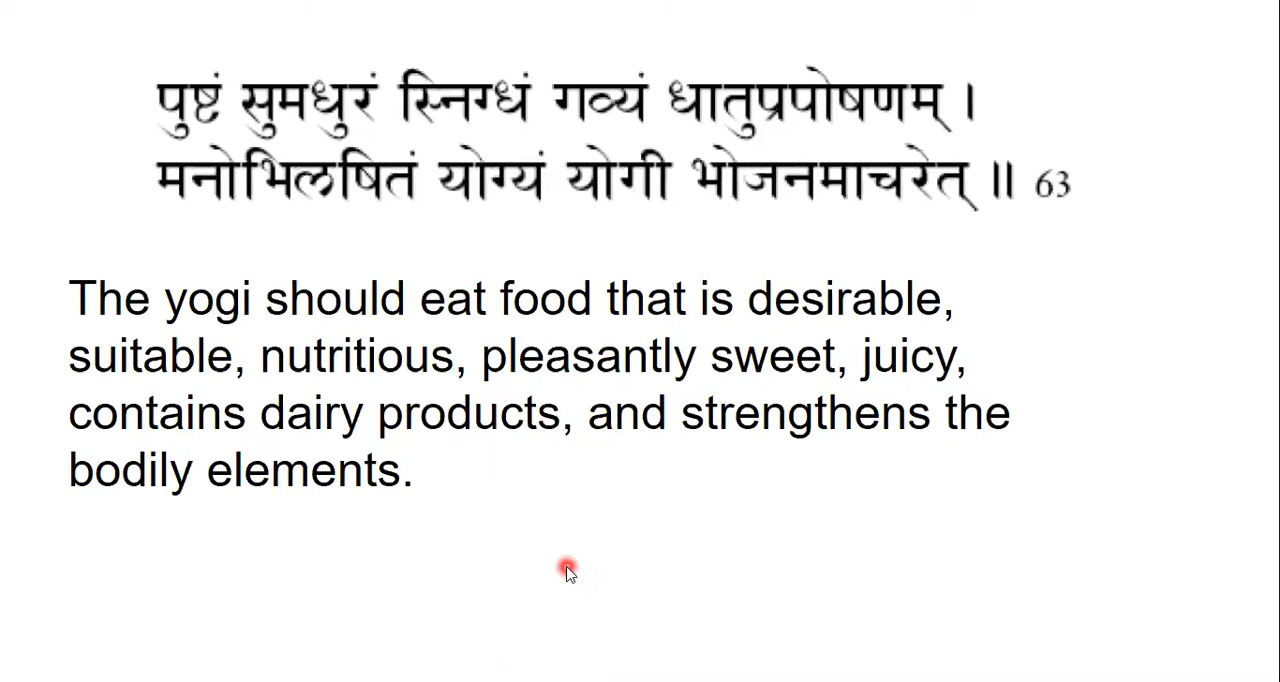 पुष्टं सुमधुरं स्निग्धं गव्यं धातुप्रपोषणम् ।
मनोभिलषितं योग्यं योगी भोजनमाचरेत् ॥ 63
The yogi should eat food that is desirable,
suitable, nutritious, pleasantly sweet, juicy,
contains dairy products, and strengthens the
bodily elements.